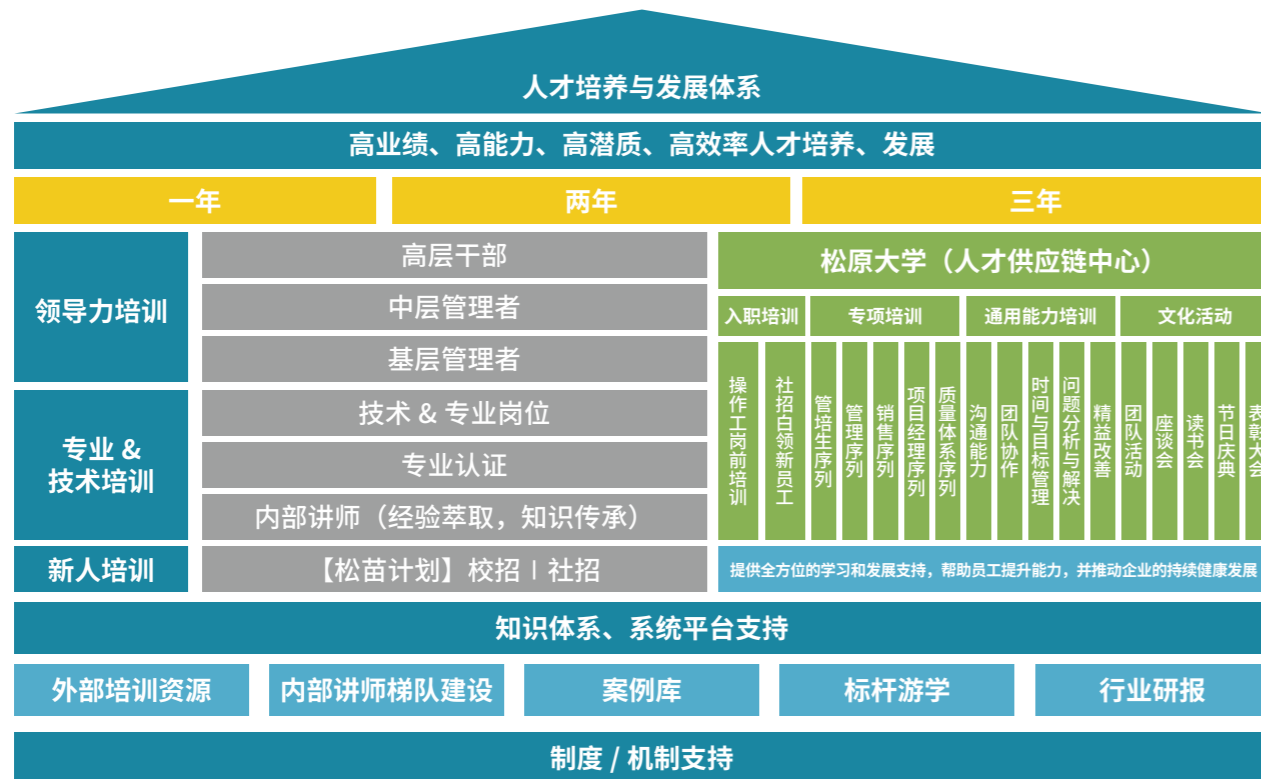 人才培养与发展体系
高业绩、高能力、高潜质、高效率人才培养、发展
一年
两年
三年
领导力培训
高层干部
中层管理者
基层管理者
专业 &
技术培训
技术 & 专业岗位
专业认证
内部讲师（经验萃取，知识传承）
新人培训
【松苗计划】校招 | 社招
松原大学（人才供应链中心）
入职培训
专项培训
通用能力培训
文化活动
操作工岗前培训
社招白领新员工
管培生序列
管理序列
销售序列
项目经理序列
质量体系序列
沟通能力
团队协作
时间与目标管理
问题分析与解决
精益改善
团队活动
座谈会
读书会
节日庆典
表彰大会
提供全方位的学习和发展支持，帮助员工提升能力，并推动企业的持续健康发展
知识体系、系统平台支持
外部培训资源
内部讲师梯队建设
案例库
标杆游学
行业研报
制度 / 机制支持